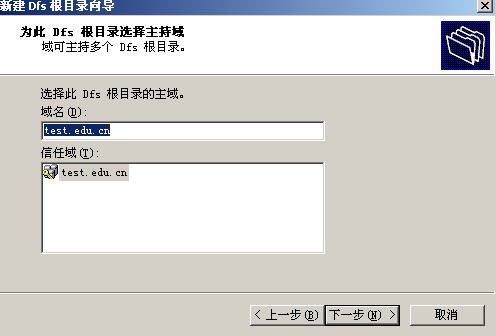 新建 Dfs 根目录向导
为此 Dfs 根目录选择主持域
域可主持多个 Dfs 根目录。
选择此 Dfs 根目录的主域。
域名(D):
test.edu.cn
信任域(T):
test.edu.cn
< 上一步(B) 下一步(N) > 取消